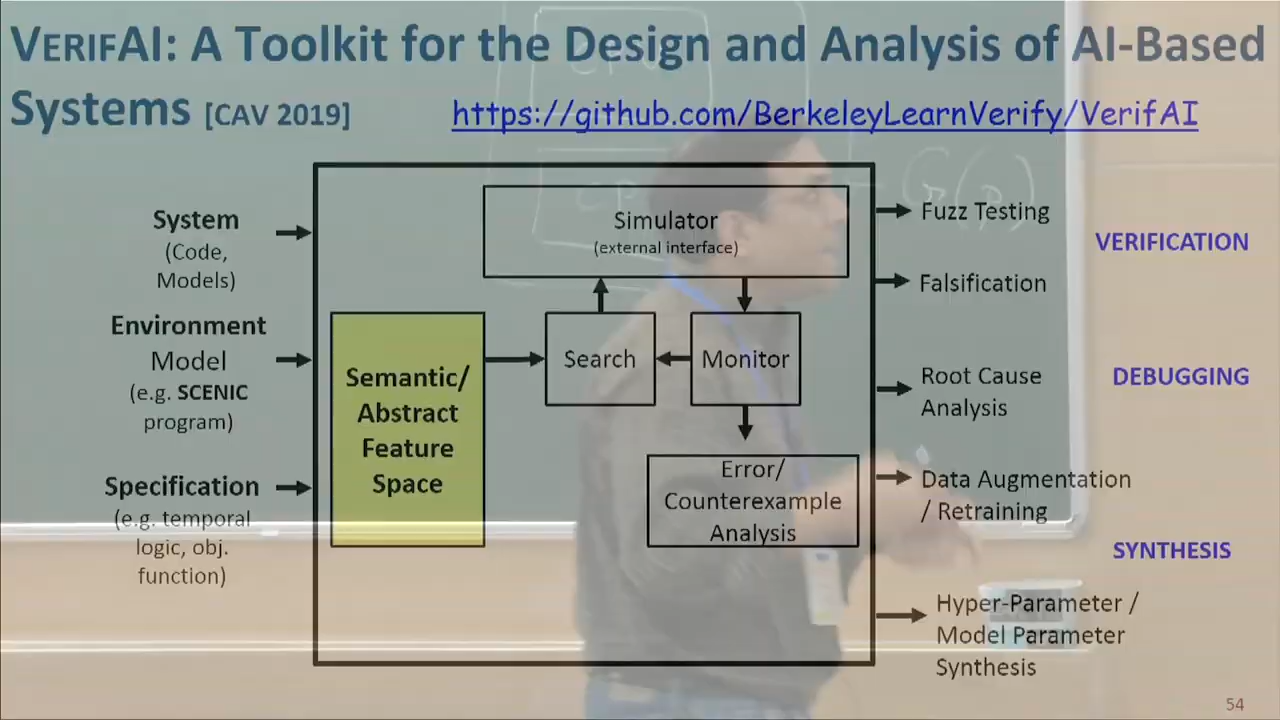 VERIFAI: A Toolkit for the Design and Analysis of AI-Based
Systems [CAV 2019]
https://github.com/BerkeleyLearnVerify/VerifAI
System
(Code,
Models)
Environment
Model
(e.g. SCENIC
program)
Specification
(e.g. temporal
logic, obj.
function)
Semantic/
Abstract
Feature
Space
Simulator
(external interface)
Search
Monitor
Error/
Counterexample
Analysis
Fuzz Testing
Falsification
Root Cause
Analysis
Data Augmentation
/ Retraining
Hyper-Parameter /
Model Parameter
Synthesis
VERIFICATION
DEBUGGING
SYNTHESIS
54
G(p)